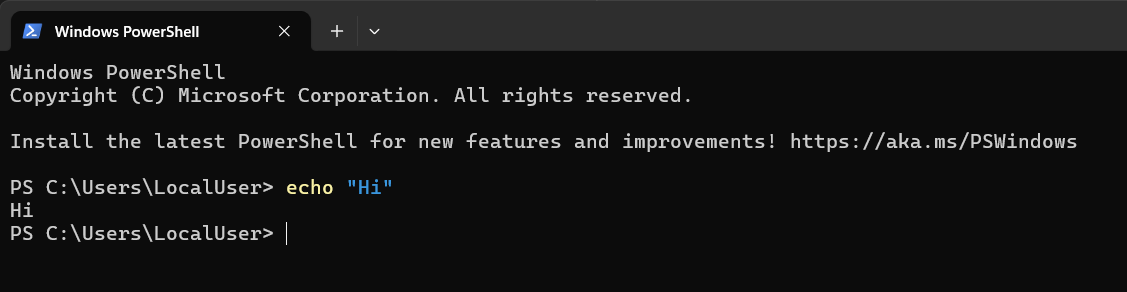 Windows PowerShell
Windows PowerShell
Copyright (C) Microsoft Corporation. All rights reserved.
Install the latest PowerShell for new features and improvements! https://aka.ms/PSWindows
PS C:\Users\LocalUser> echo "Hi"
Hi
PS C:\Users\LocalUser>